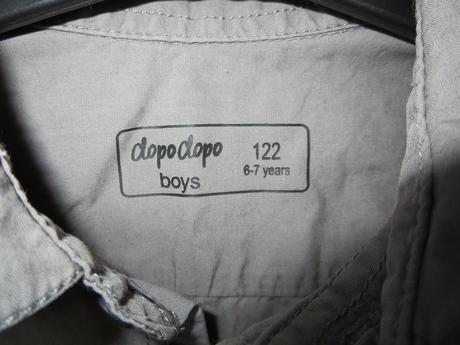 dopodopo 122
boys 6-7 years